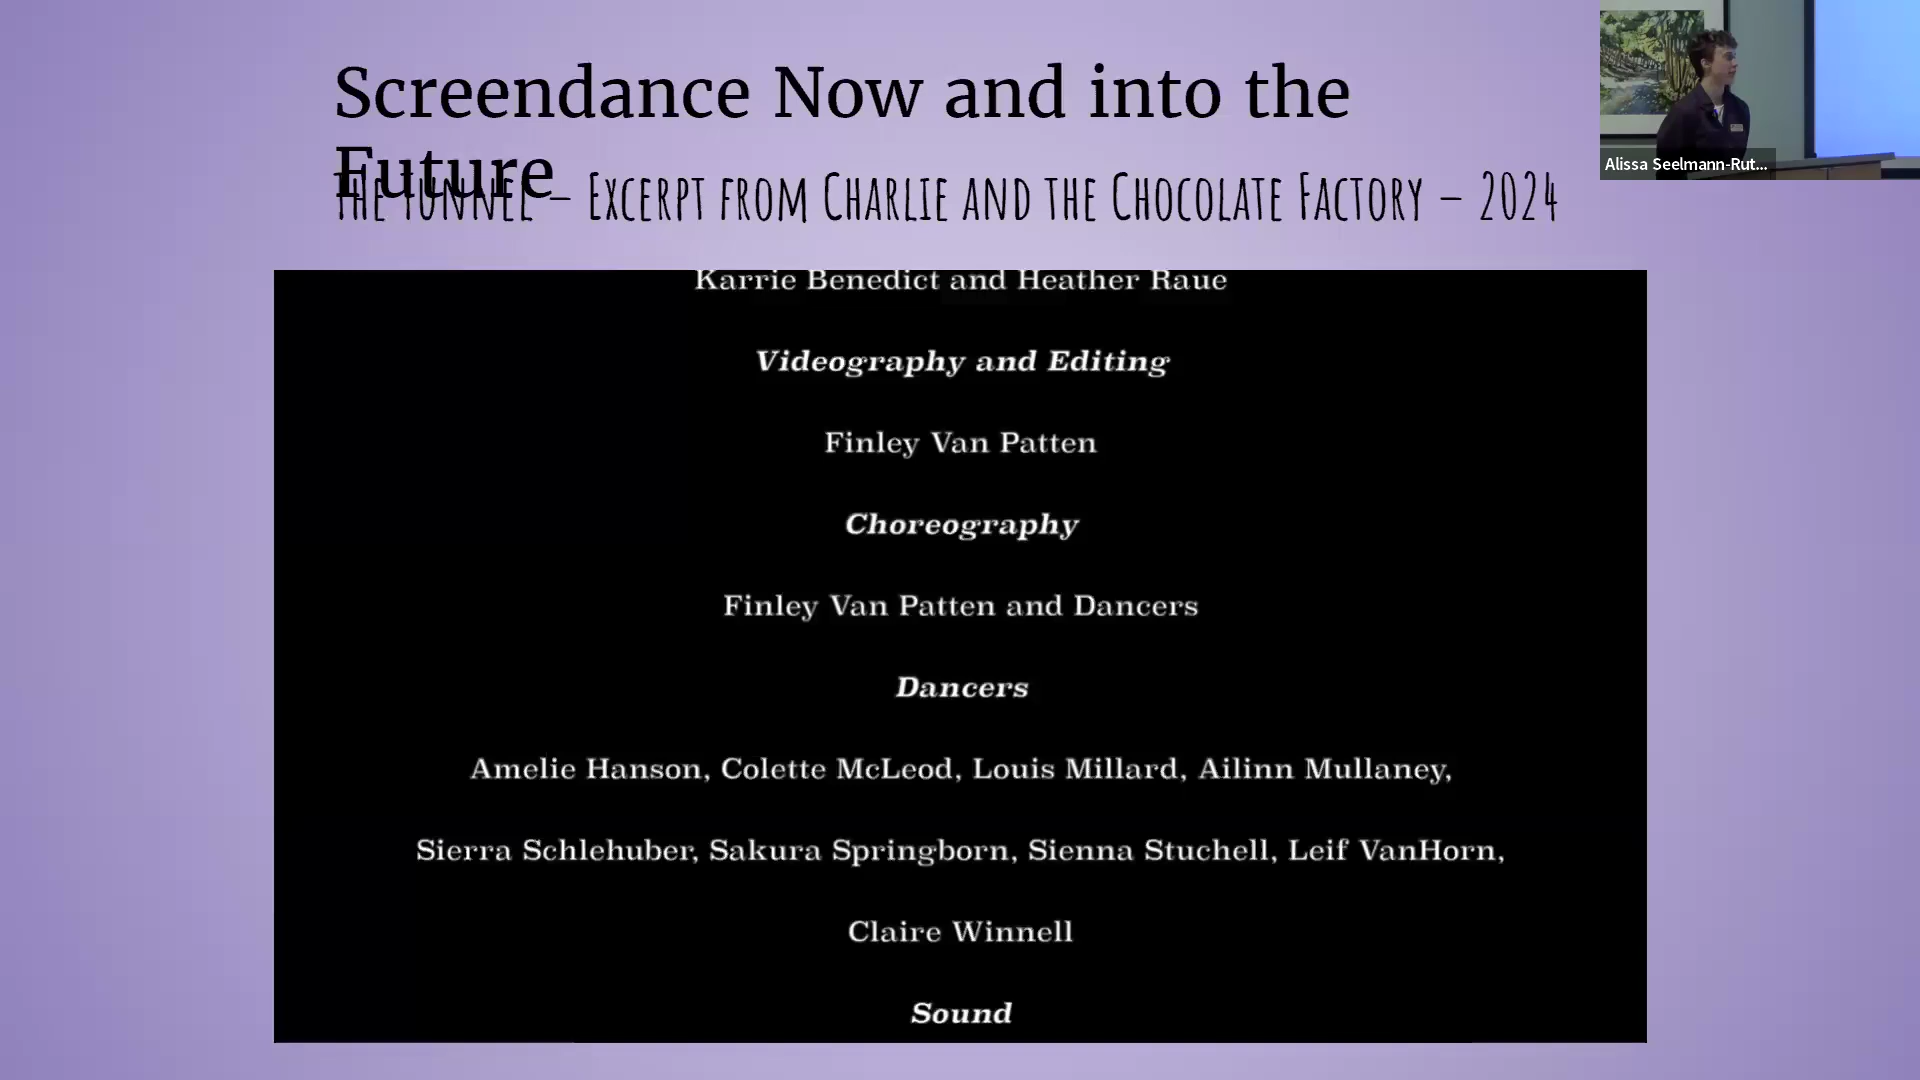 Screendance Now and into the
Future
The Tunnel – Excerpt from Charlie and the Chocolate Factory – 2024
Alissa Seelmann-Rut...
Karrie Benedict and Heather Raue
Videography and Editing
Finley Van Patten
Choreography
Finley Van Patten and Dancers
Dancers
Amelie Hanson, Colette McLeod, Louis Millard, Ailinn Mullaney,
Sierra Schlehuber, Sakura Springborn, Sienna Stuchell, Leif VanHorn,
Claire Winnell
Sound